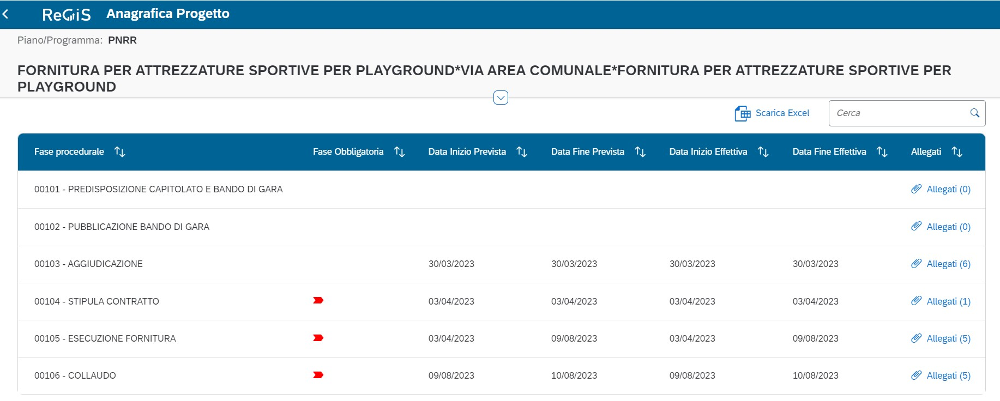 ReGiS Anagrafica Progetto
Piano/Programma: PNRR
FORNITURA PER ATTREZZATURE SPORTIVE PER PLAYGROUND*VIA AREA COMUNALE*FORNITURA PER ATTREZZATURE SPORTIVE PER
PLAYGROUND
Scarica Excel Cerca
Fase procedurale Fase Obbligatoria Data Inizio Prevista Data Fine Prevista Data Inizio Effettiva Data Fine Effettiva Allegati
00101 - PREDISPOSIZIONE CAPITOLATO E BANDO DI GARA Allegati (0)
00102 - PUBBLICAZIONE BANDO DI GARA Allegati (0)
00103 - AGGIUDICAZIONE 30/03/2023 30/03/2023 30/03/2023 30/03/2023 Allegati (6)
00104 - STIPULA CONTRATTO 03/04/2023 03/04/2023 03/04/2023 03/04/2023 Allegati (1)
00105 - ESECUZIONE FORNITURA 03/04/2023 09/08/2023 03/04/2023 09/08/2023 Allegati (5)
00106 - COLLAUDO 09/08/2023 10/08/2023 09/08/2023 10/08/2023 Allegati (5)